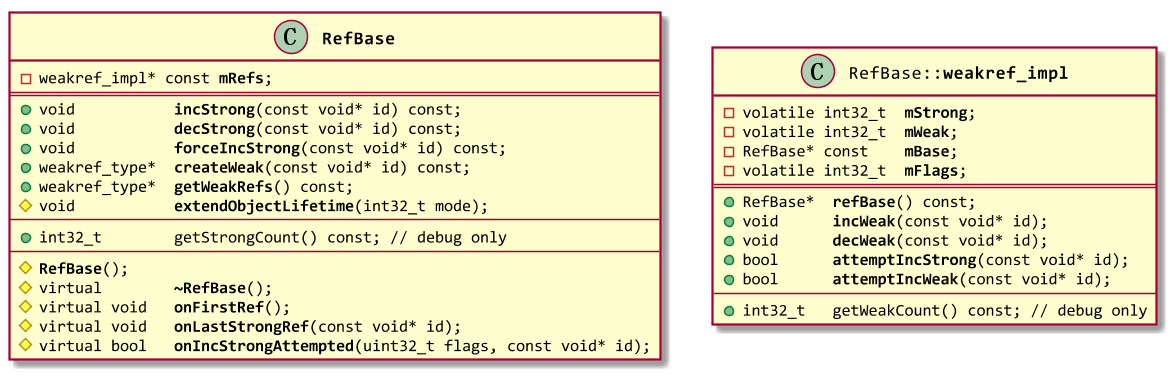 C RefBase
weakref_impl* const mRefs;
void incStrong(const void* id) const;
void decStrong(const void* id) const;
void forceIncStrong(const void* id) const;
weakref_type* createWeak(const void* id) const;
weakref_type* getWeakRefs() const;
void extendObjectLifetime(int32_t mode);
int32_t getStrongCount() const; // debug only
RefBase();
virtual ~RefBase();
virtual void onFirstRef();
virtual void onLastStrongRef(const void* id);
virtual bool onIncStrongAttempted(uint32_t flags, const void* id);
C RefBase::weakref_impl
volatile int32_t mStrong;
volatile int32_t mWeak;
RefBase* const mBase;
volatile int32_t mFlags;
RefBase* refBase() const;
void incWeak(const void* id);
void decWeak(const void* id);
bool attemptIncStrong(const void* id);
bool attemptIncWeak(const void* id);
int32_t getWeakCount() const; // debug only